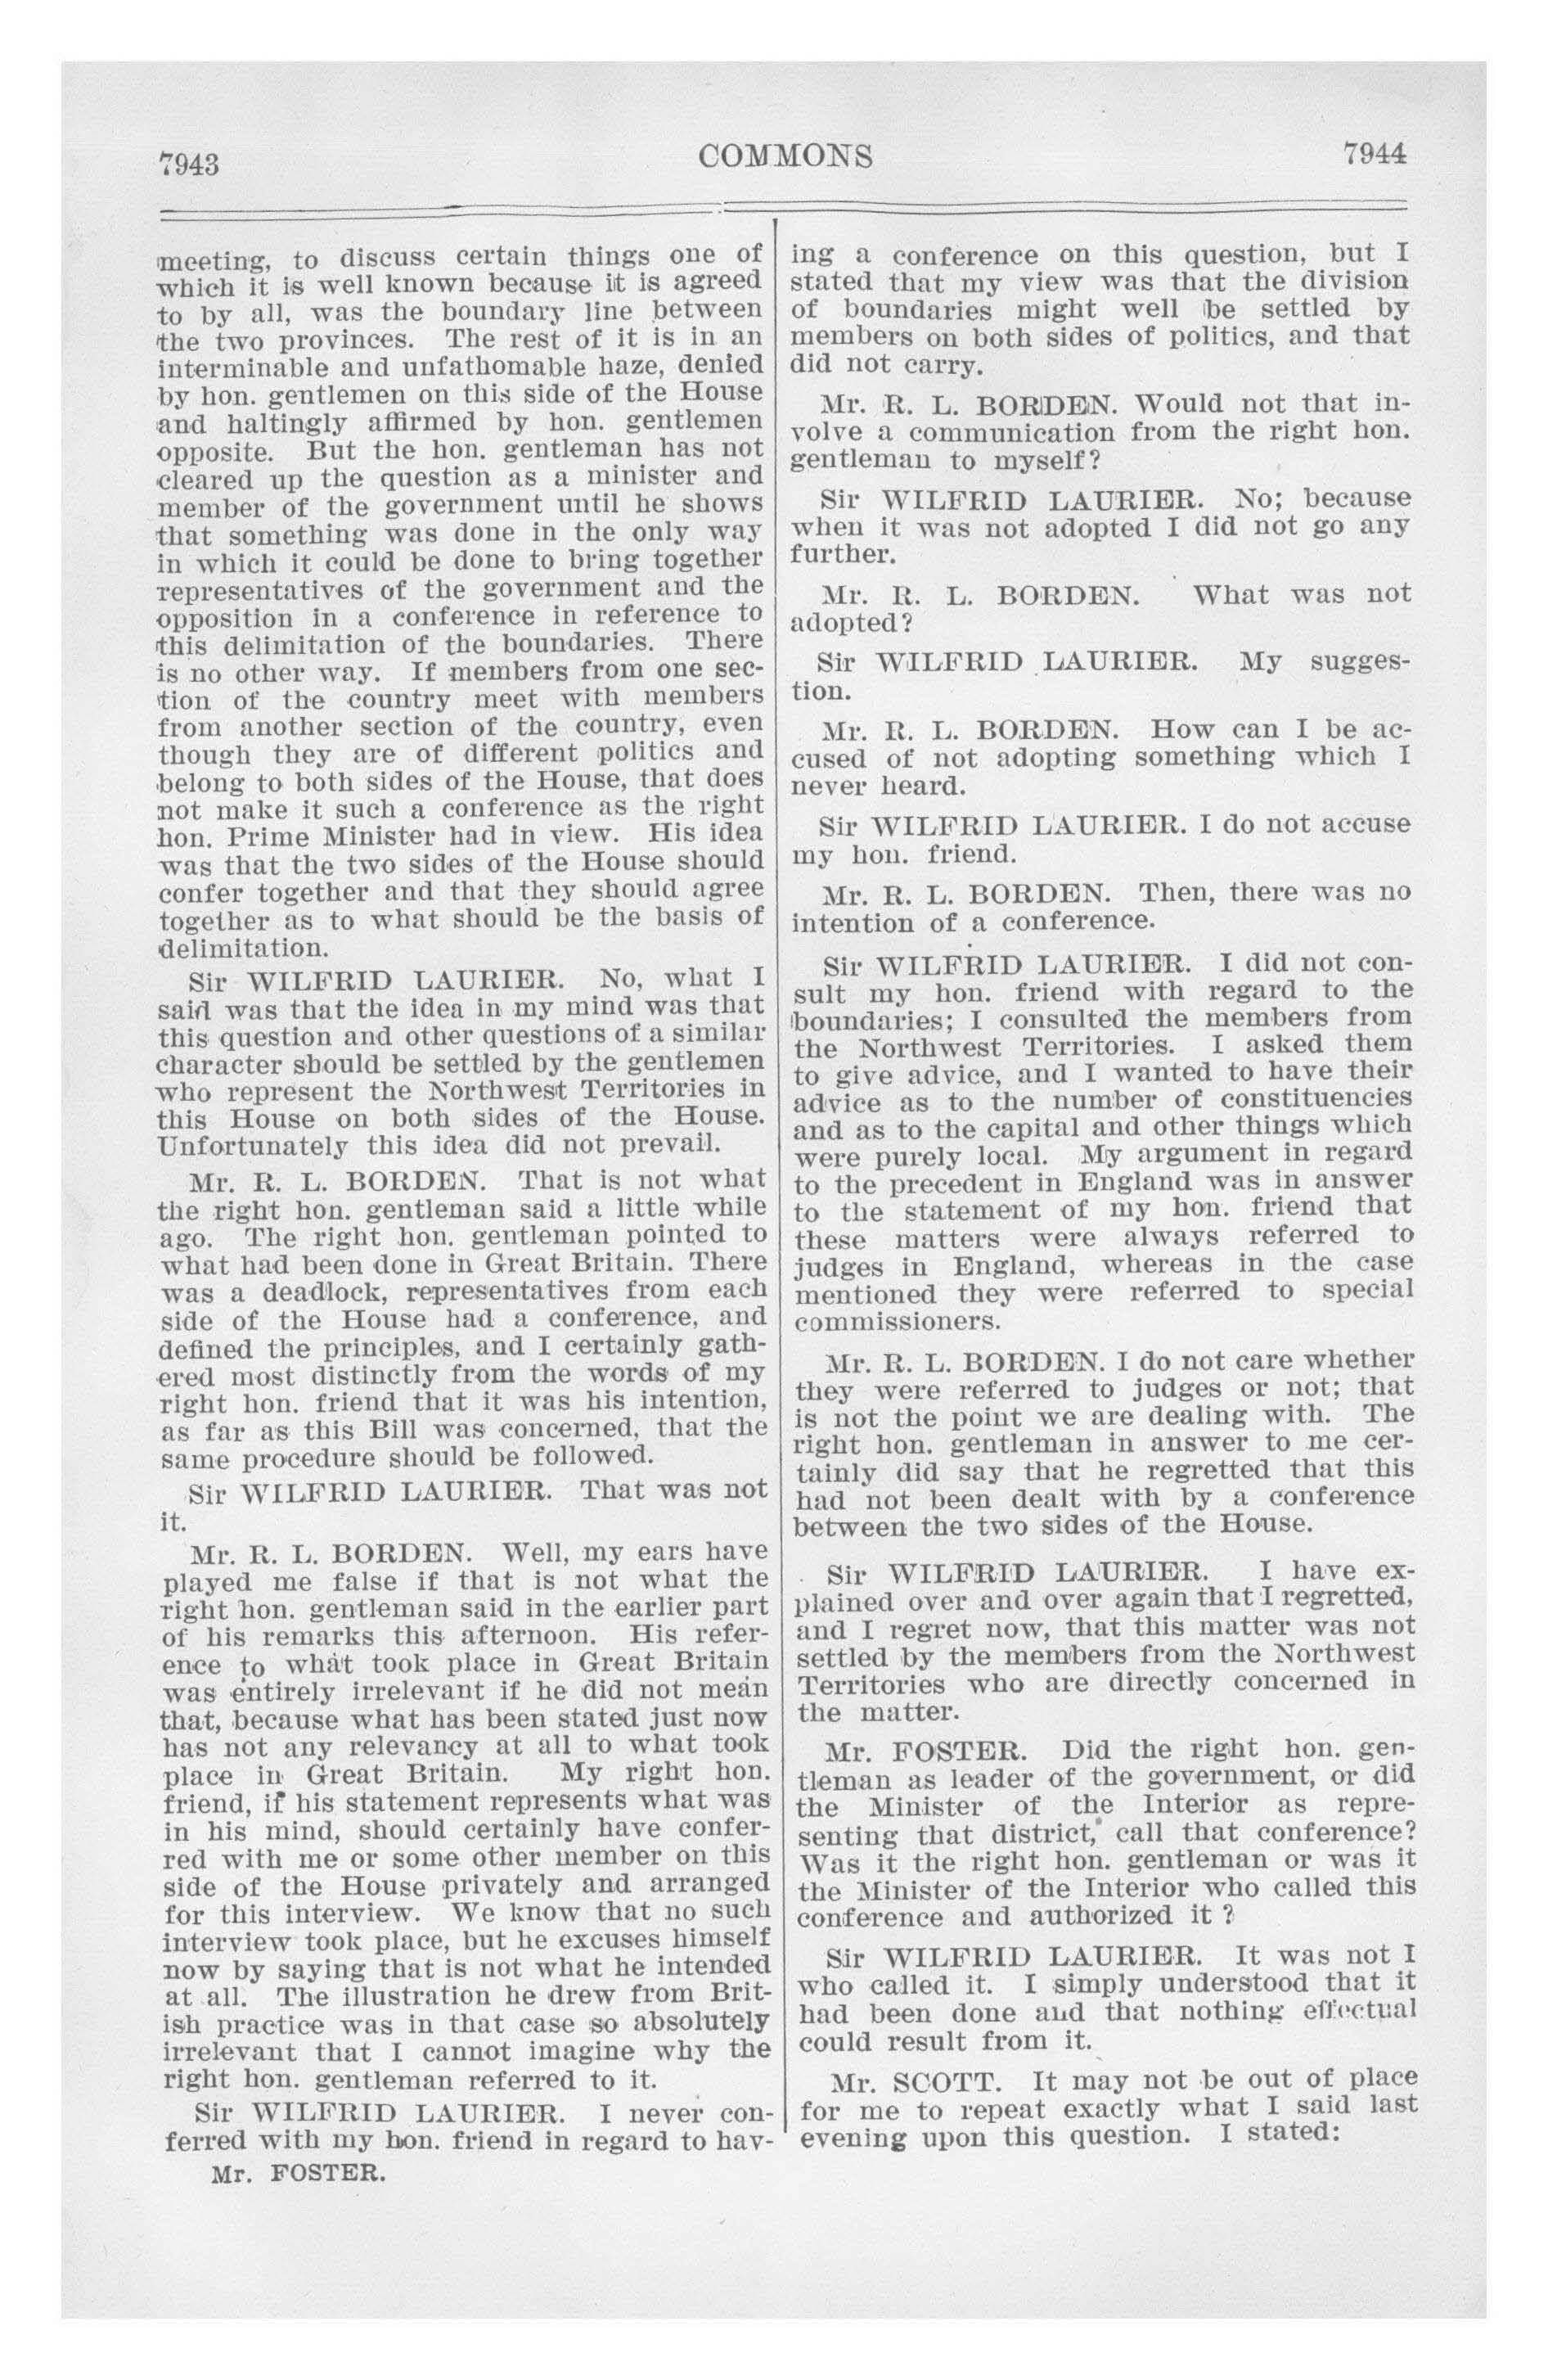 7943
COMMONS
7944
meeting, to discuss certain things one of
which it is well known because it is agreed
to by all, was the boundary line between
the two provinces. The rest of it is in an
interminable and unfathomable haze, denied
by hon. gentlemen on this side of the House
and haltingly affirmed by hon. gentlemen
opposite. But the hon. gentleman has not
cleared up the question as a minister and
member of the government until he shows
that something was done in the only way
in which it could be done to bring together
representatives of the government and the
opposition in a conference in reference to
this delimitation of the boundaries. There
is no other way. If members from one sec-
tion of the country meet with members
from another section of the country, even
though they are of different politics and
belong to both sides of the House, that does
not make it such a conference as the right
hon. Prime Minister had in view. His idea
was that the two sides of the House should
confer together and that they should agree
together as to what should be the basis of
delimitation.
Sir WILFRID LAURIER. No, what I
said was that the idea in my mind was that
this question and other questions of a similar
character should be settled by the gentlemen
who represent the Northwest Territories in
this House on both sides of the House.
Unfortunately this idea did not prevail.
Mr. R. L. BORDEN. That is not what
the right hon. gentleman said a little while
ago. The right hon. gentleman pointed to
what had been done in Great Britain. There
was a deadlock, representatives from each
side of the House had a conference, and
defined the principles, and I certainly gath-
ered most distinctly from the words of my
right hon. friend that it was his intention,
as far as this Bill was concerned, that the
same procedure should be followed.
Sir WILFRID LAURIER. That was not
it.
Mr. R. L. BORDEN. Well, my ears have
played me false if that is not what the
right hon. gentleman said in the earlier part
of his remarks this afternoon. His refer-
ence to what took place in Great Britain
was entirely irrelevant if he did not mean
that, because what has been stated just now
has not any relevancy at all to what took
place in Great Britain. My right hon.
friend, if his statement represents what was
in his mind, should certainly have confer-
red with me or some other member on this
side of the House privately and arranged
for this interview. We know that no such
interview took place, but he excuses himself
now by saying that is not what he intended
at all. The illustration he drew from Brit-
ish practice was in that case so absolutely
irrelevant that I cannot imagine why the
right hon. gentleman referred to it.
Sir WILFRID LAURIER. I never con-
ferred with my hon. friend in regard to hav-
Mr. FOSTER.
ing a conference on this question, but I
stated that my view was that the division
of boundaries might well be settled by
members on both sides of politics, and that
did not carry.
Mr. R. L. BORDEN. Would not that in-
volve a communication from the right hon.
gentleman to myself?
Sir WILFRID LAURIER. No; because
when it was not adopted I did not go any
further.
Mr. R. L. BORDEN. What was not
adopted?
Sir WILFRID LAURIER. My sugges-
tion.
Mr. R. L. BORDEN. How can I be ac-
cused of not adopting something which I
never heard.
Sir WILFRID LAURIER. I do not accuse
my hon. friend.
Mr. R. L. BORDEN. Then, there was no
intention of a conference.
Sir WILFRID LAURIER. I did not con-
sult my hon. friend with regard to the
boundaries; I consulted the members from
the Northwest Territories. I asked them
to give advice, and I wanted to have their
advice as to the number of constituencies
and as to the capital and other things which
were purely local. My argument in regard
to the precedent in England was in answer
to the statement of my hon. friend that
these matters were always referred to
judges in England, whereas in the case
mentioned they were referred to special
commissioners.
Mr. R. L. BORDEN. I do not care whether
they were referred to judges or not; that
is not the point we are dealing with. The
right hon. gentleman in answer to me cer-
tainly did say that he regretted that this
had not been dealt with by a conference
between the two sides of the House.
Sir WILFRID LAURIER. I have ex-
plained over and over again that I regretted,
and I regret now, that this matter was not
settled by the members from the Northwest
Territories who are directly concerned in
the matter.
Mr. FOSTER. Did the right hon. gen-
tleman as leader of the government, or did
the Minister of the Interior as repre-
senting that district, call that conference?
Was it the right hon. gentleman or was it
the Minister of the Interior who called this
conference and authorized it ?
Sir WILFRID LAURIER. It was not I
who called it. I simply understood that it
had been done and that nothing effectual
could result from it.
Mr. SCOTT. It may not be out of place
for me to repeat exactly what I said last
evening upon this question. I stated: